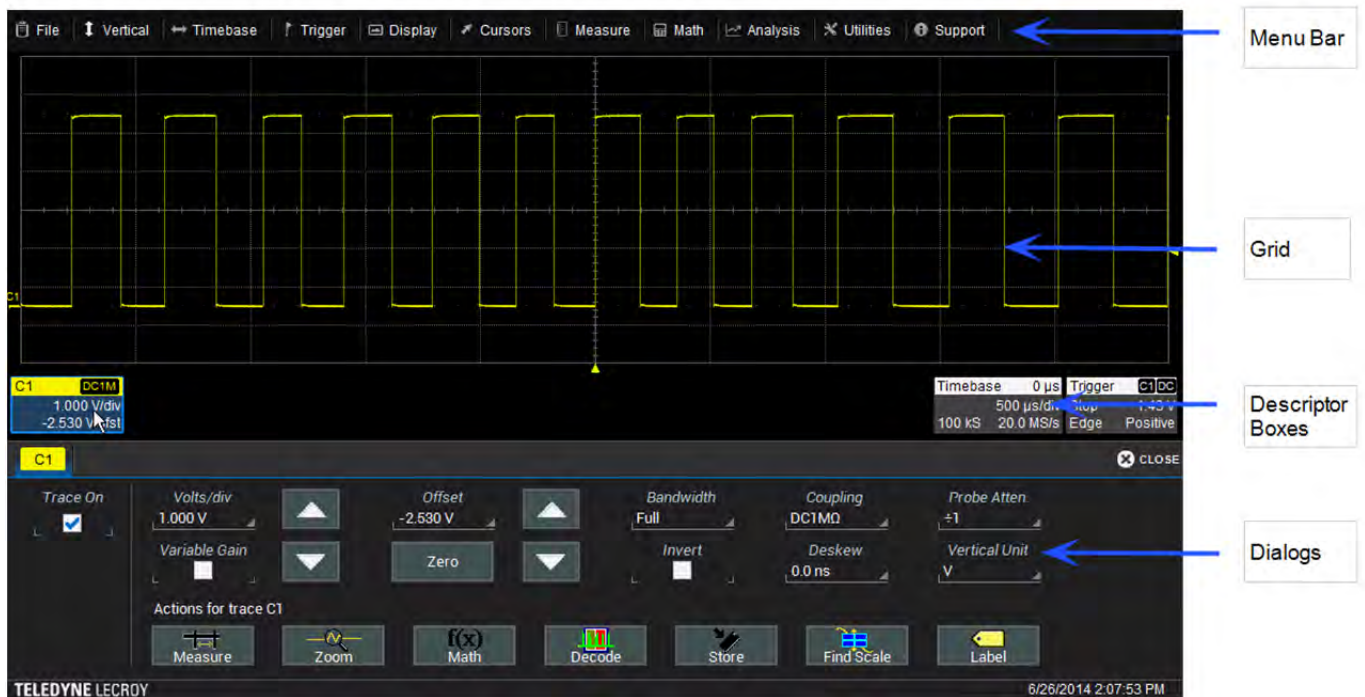 File Vertical Timebase Trigger Display Cursors Measure Math Analysis Utilities Support
Menu Bar
Grid
C1
C1 DC1M
1.000 V/div
-2.530 V
Timebase 0 µs
500 µs/div
100 kS 20.0 MS/s
Trigger C1 DC
Stop
Edge Positive
Descriptor
Boxes
C1
CLOSE
Trace On
Volts/div
1.000 V
Offset
-2.530 V
Bandwidth
Full
Coupling
DC1MΩ
Probe Atten
÷1
Variable Gain
Zero
Invert
Deskew
0.0 ns
Vertical Unit
V
Dialogs
Actions for trace C1
Measure
Zoom
f(x)
Math
Decode
Store
Find Scale
Label
TELEDYNE LECROY
6/26/2014 2:07:53 PM